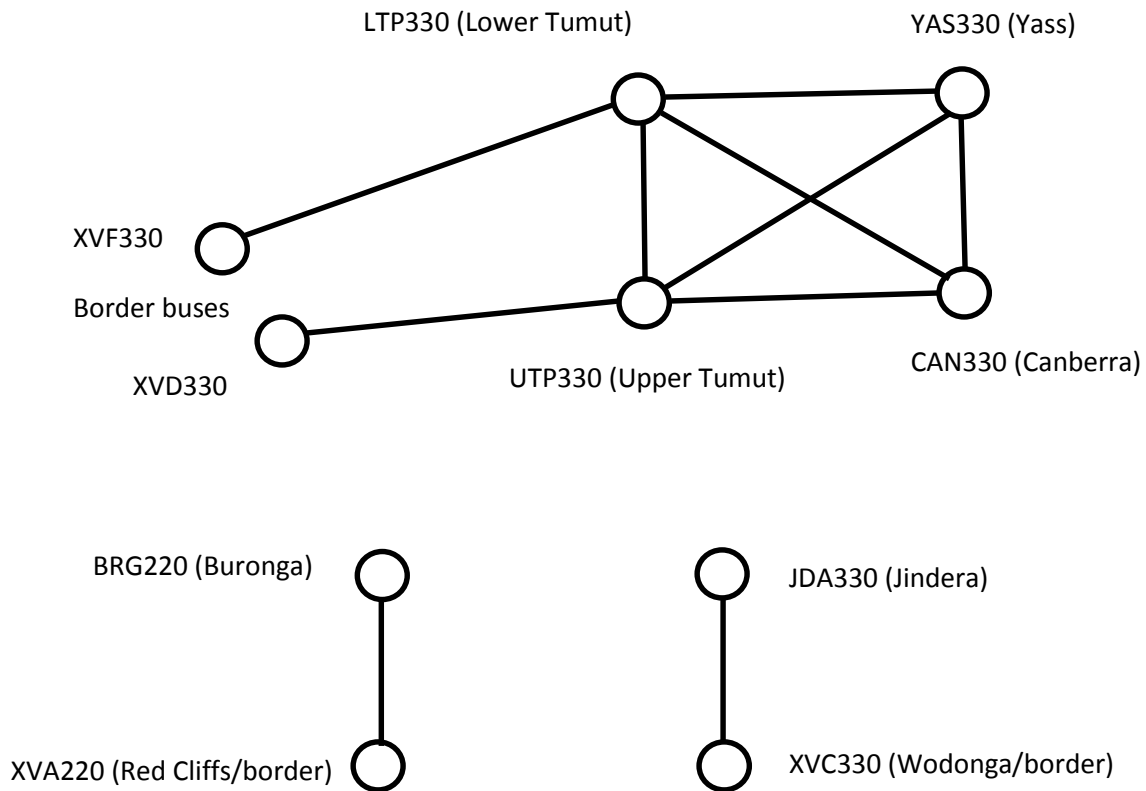 LTP330 (Lower Tumut)
YAS330 (Yass)
XVF330
Border buses
XVD330
UTP330 (Upper Tumut)
CAN330 (Canberra)
BRG220 (Buronga)
JDA330 (Jindera)
XVA220 (Red Cliffs/border)
XVC330 (Wodonga/border)